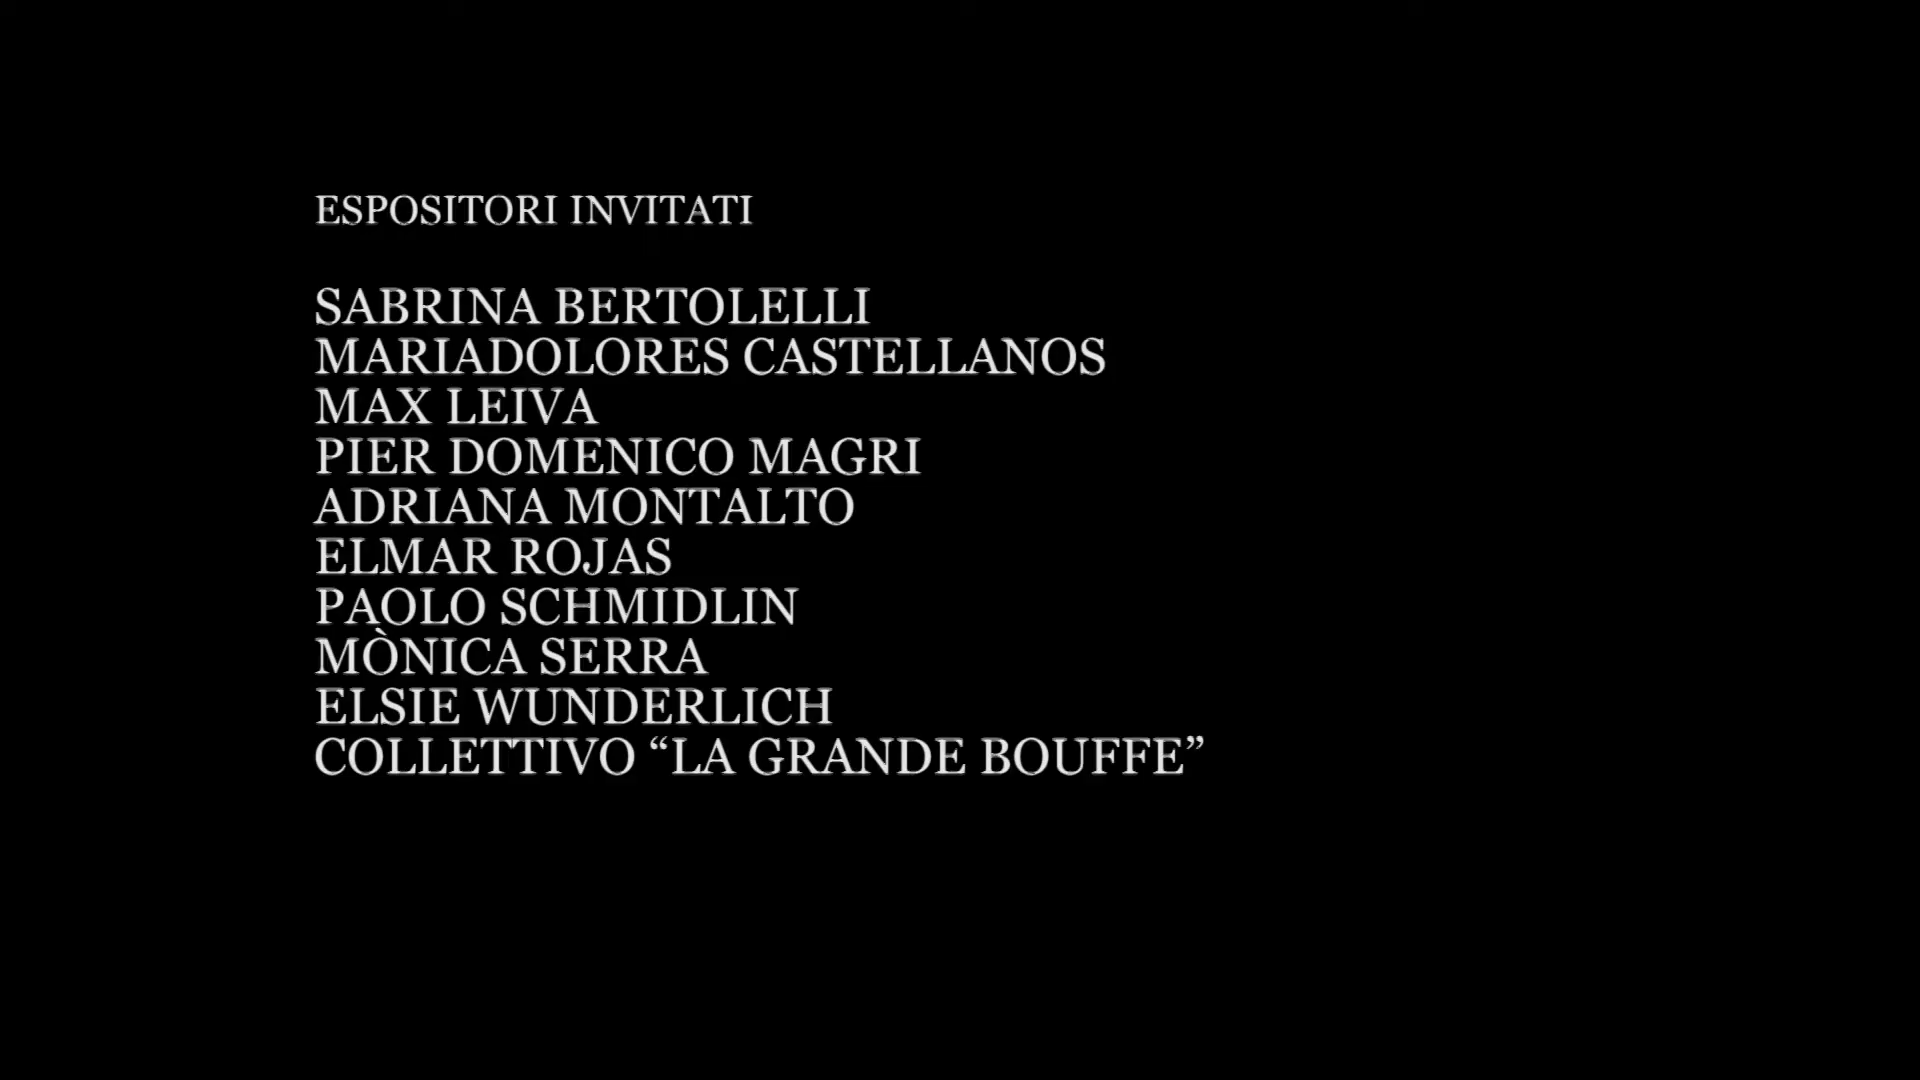 ESPOSITORI INVITATI
SABRINA BERTOLELLI
MARIADOLORES CASTELLANOS
MAX LEIVA
PIER DOMENICO MAGRI
ADRIANA MONTALTO
ELMAR ROJAS
PAOLO SCHMIDLIN
MÒNICA SERRA
ELSIE WUNDERLICH
COLLETTIVO “LA GRANDE BOUFFE”